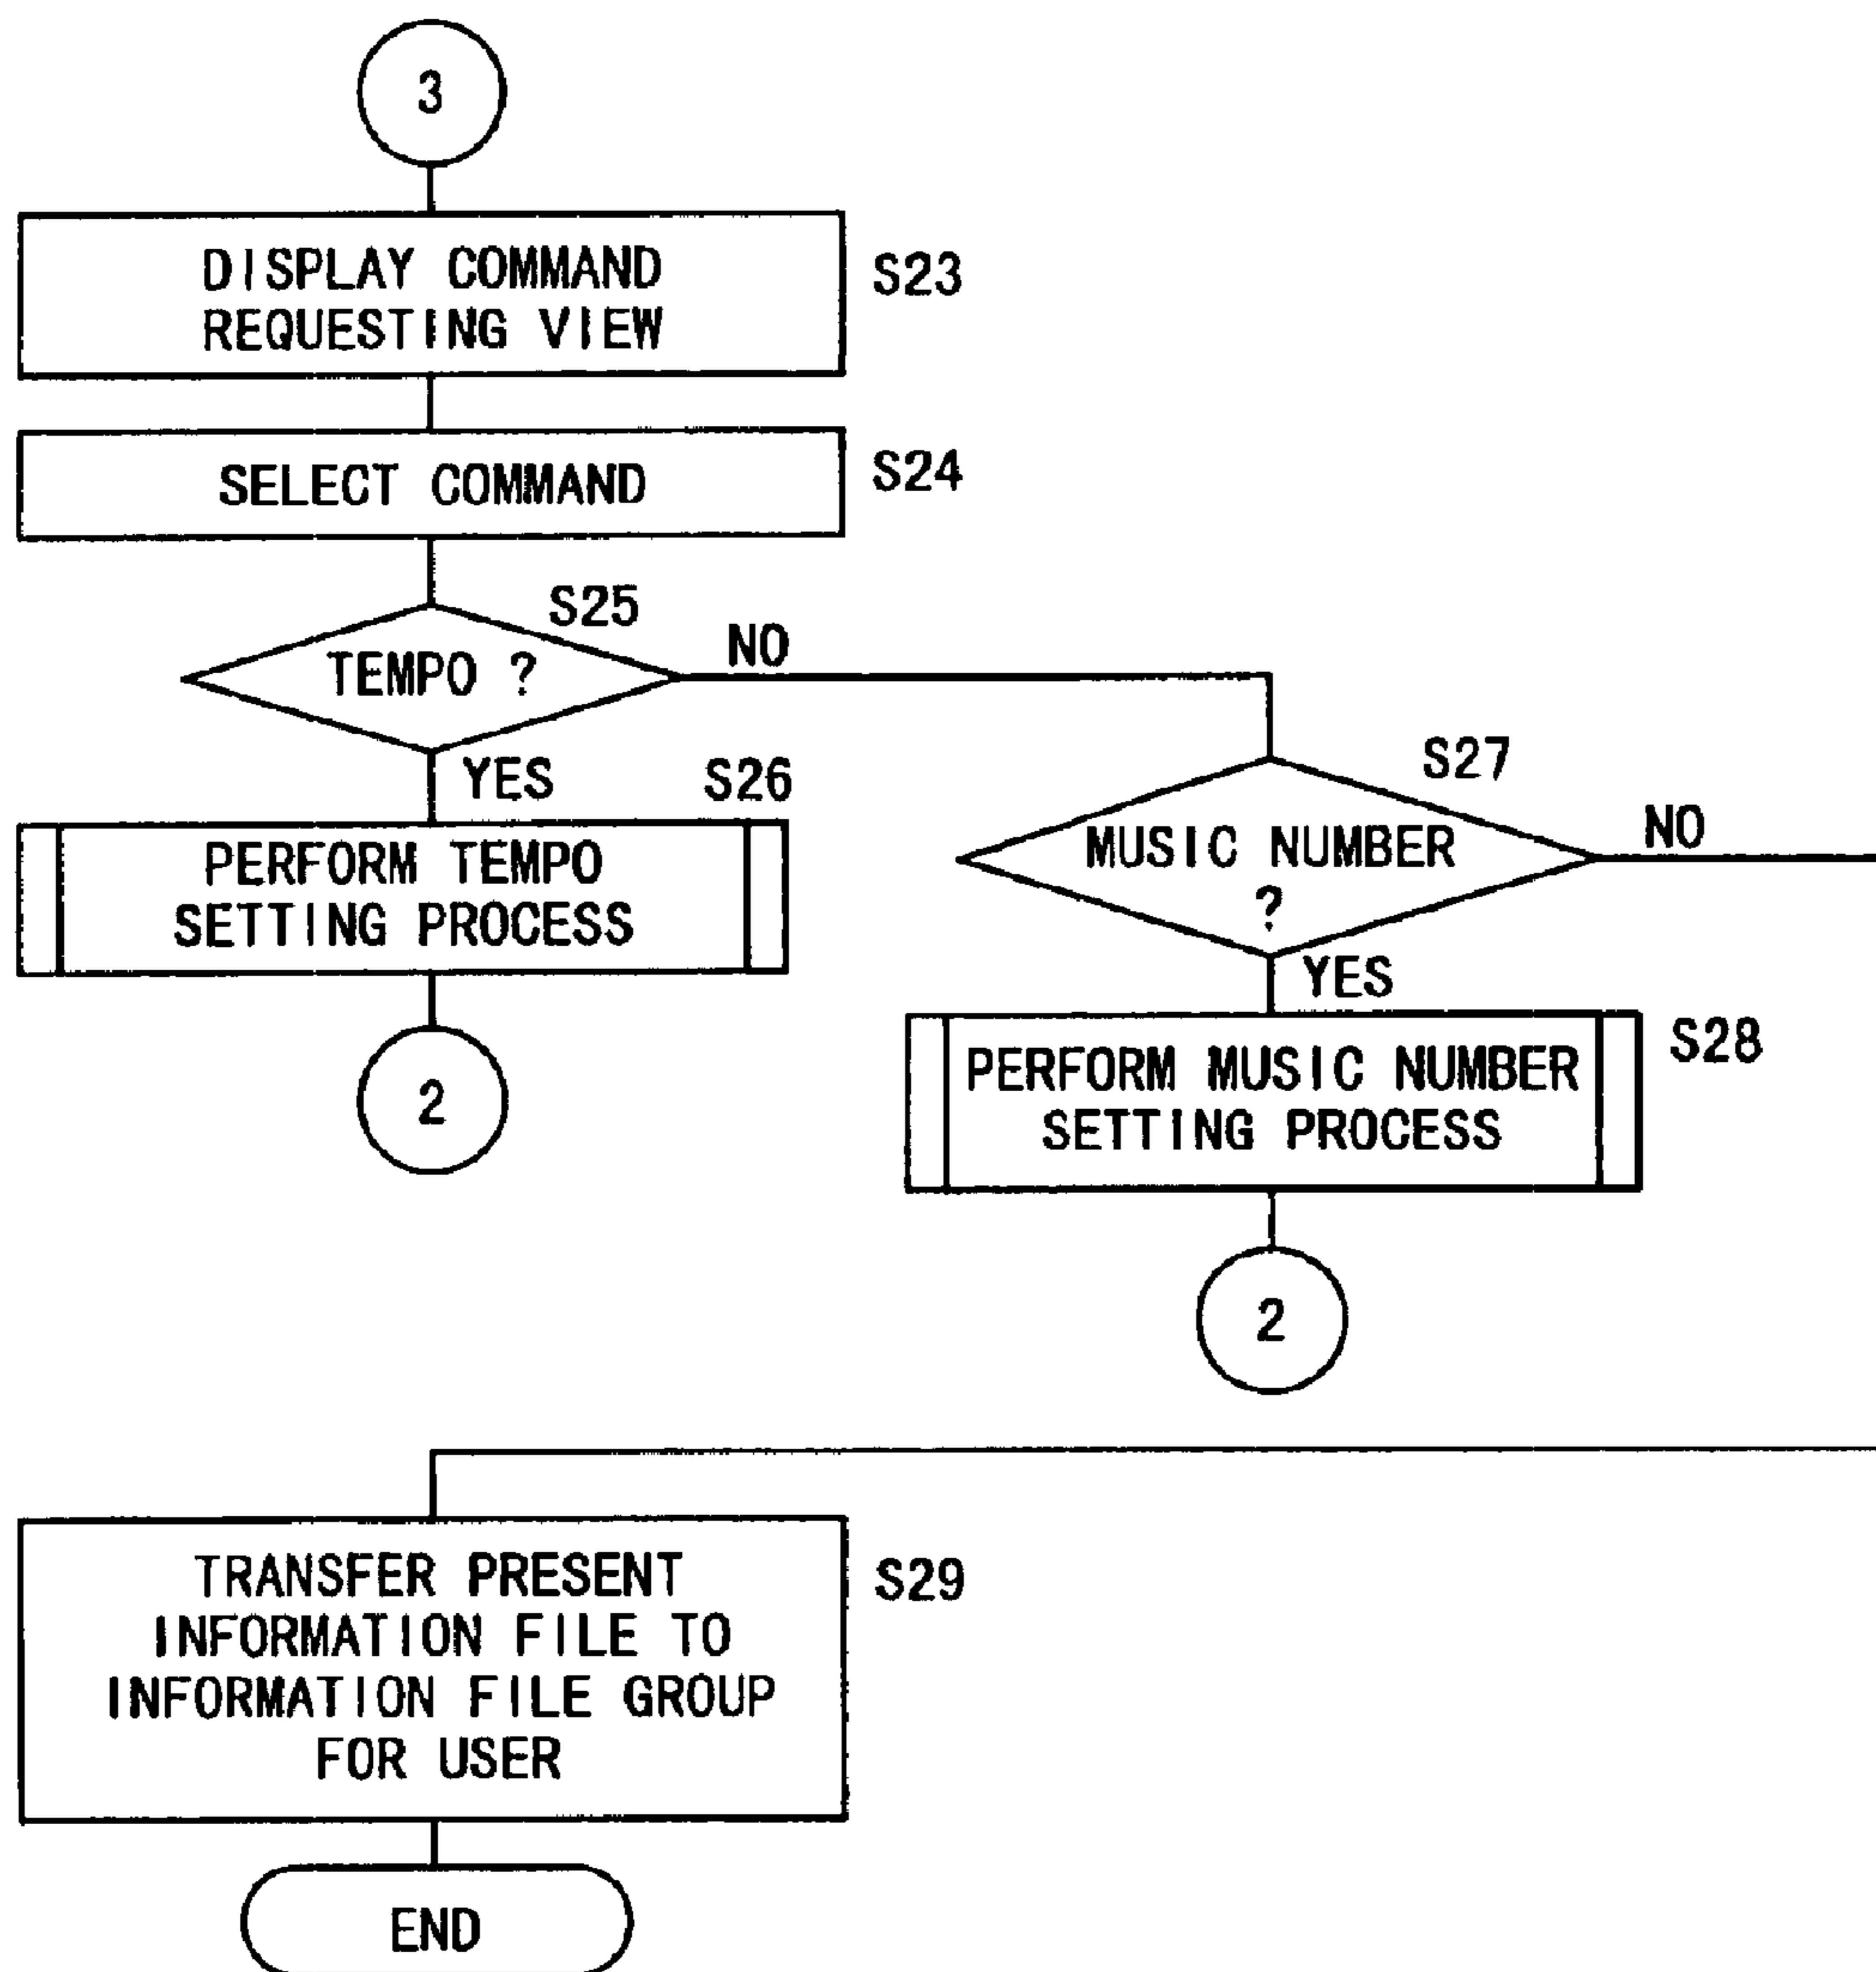 3
DISPLAY COMMAND
REQUESTING VIEW
S23
SELECT COMMAND
S24
S25
TEMPO ?
NO
YES
S26
PERFORM TEMPO
SETTING PROCESS
2
S27
MUSIC NUMBER
?
NO
YES
PERFORM MUSIC NUMBER
SETTING PROCESS
S28
2
TRANSFER PRESENT
INFORMATION FILE TO
INFORMATION FILE GROUP
FOR USER
S29
END